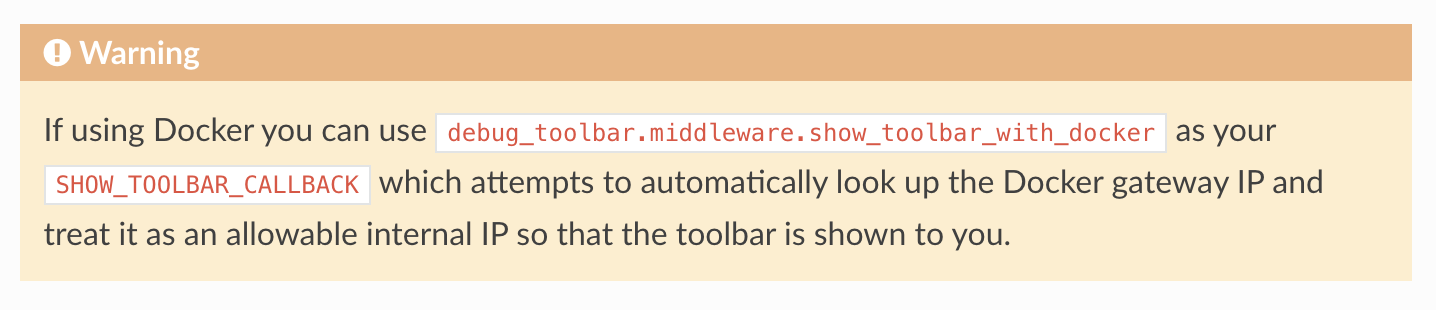 Warning
If using Docker you can use debug_toolbar.middleware.show_toolbar_with_docker as your
SHOW_TOOLBAR_CALLBACK which attempts to automatically look up the Docker gateway IP and
treat it as an allowable internal IP so that the toolbar is shown to you.